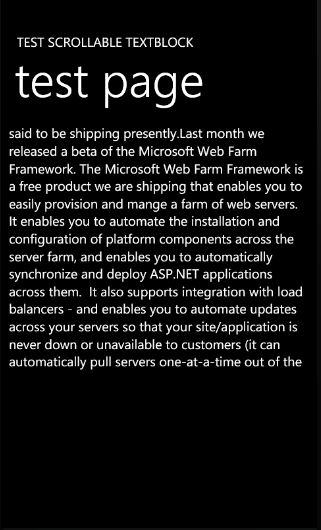 TEST SCROLLABLE TEXTBLOCK
test page
said to be shipping presently.Last month we
released a beta of the Microsoft Web Farm
Framework. The Microsoft Web Farm Framework is
a free product we are shipping that enables you to
easily provision and mange a farm of web servers.
It enables you to automate the installation and
configuration of platform components across the
server farm, and enables you to automatically
synchronize and deploy ASP.NET applications
across them.  It also supports integration with load
balancers - and enables you to automate updates
across your servers so that your site/application is
never down or unavailable to customers (it can
automatically pull servers one-at-a-time out of the